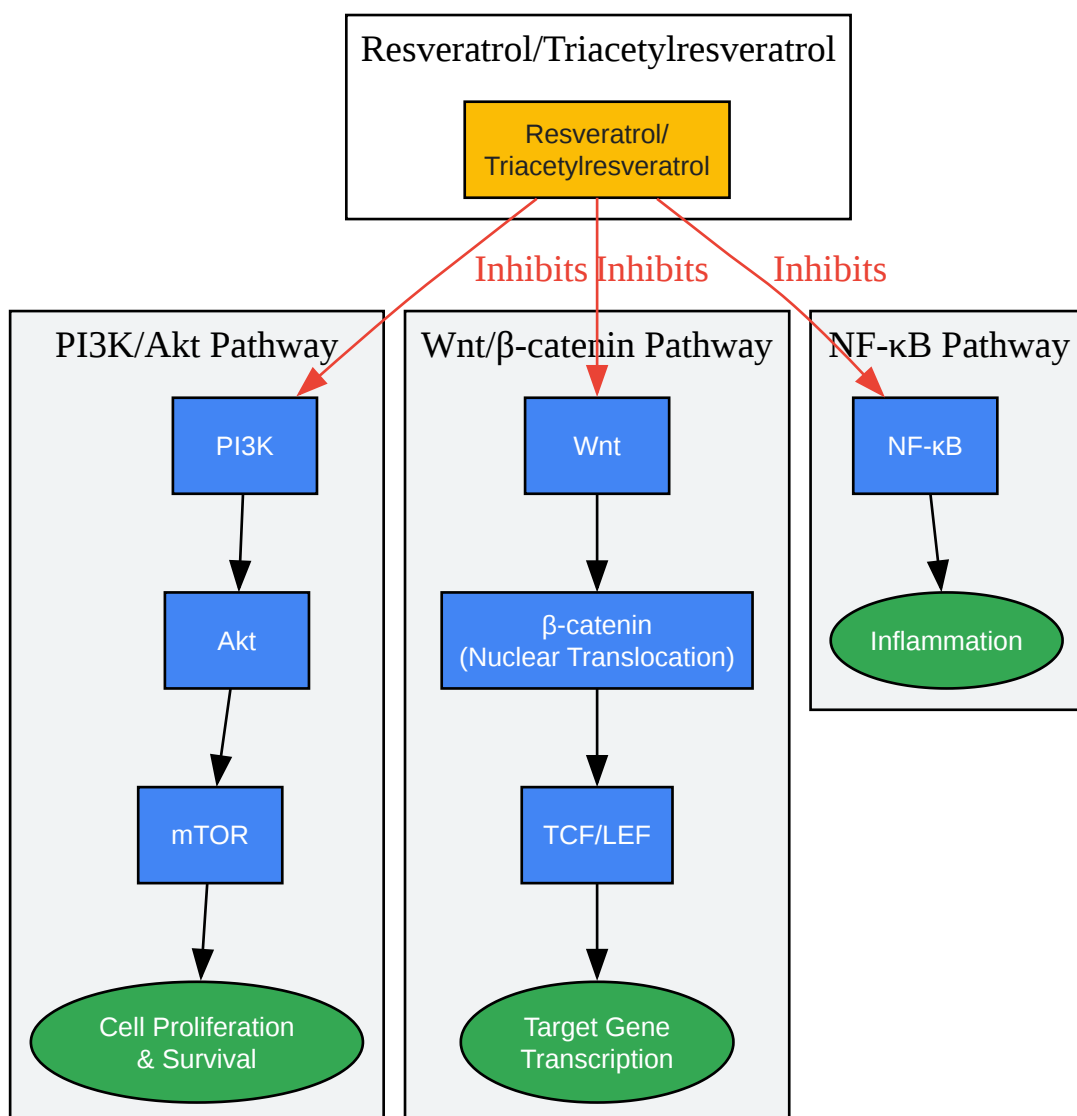 Resveratrol/Triacetylresveratrol
Resveratrol/
Triacetylresveratrol
Inhibits
Inhibits
Inhibits
PI3K/Akt Pathway
Wnt/β-catenin Pathway
NF-κB Pathway
PI3K
Wnt
NF-κB
Akt
β-catenin
(Nuclear Translocation)
Inflammation
mTOR
TCF/LEF
Cell Proliferation
& Survival
Target Gene
Transcription